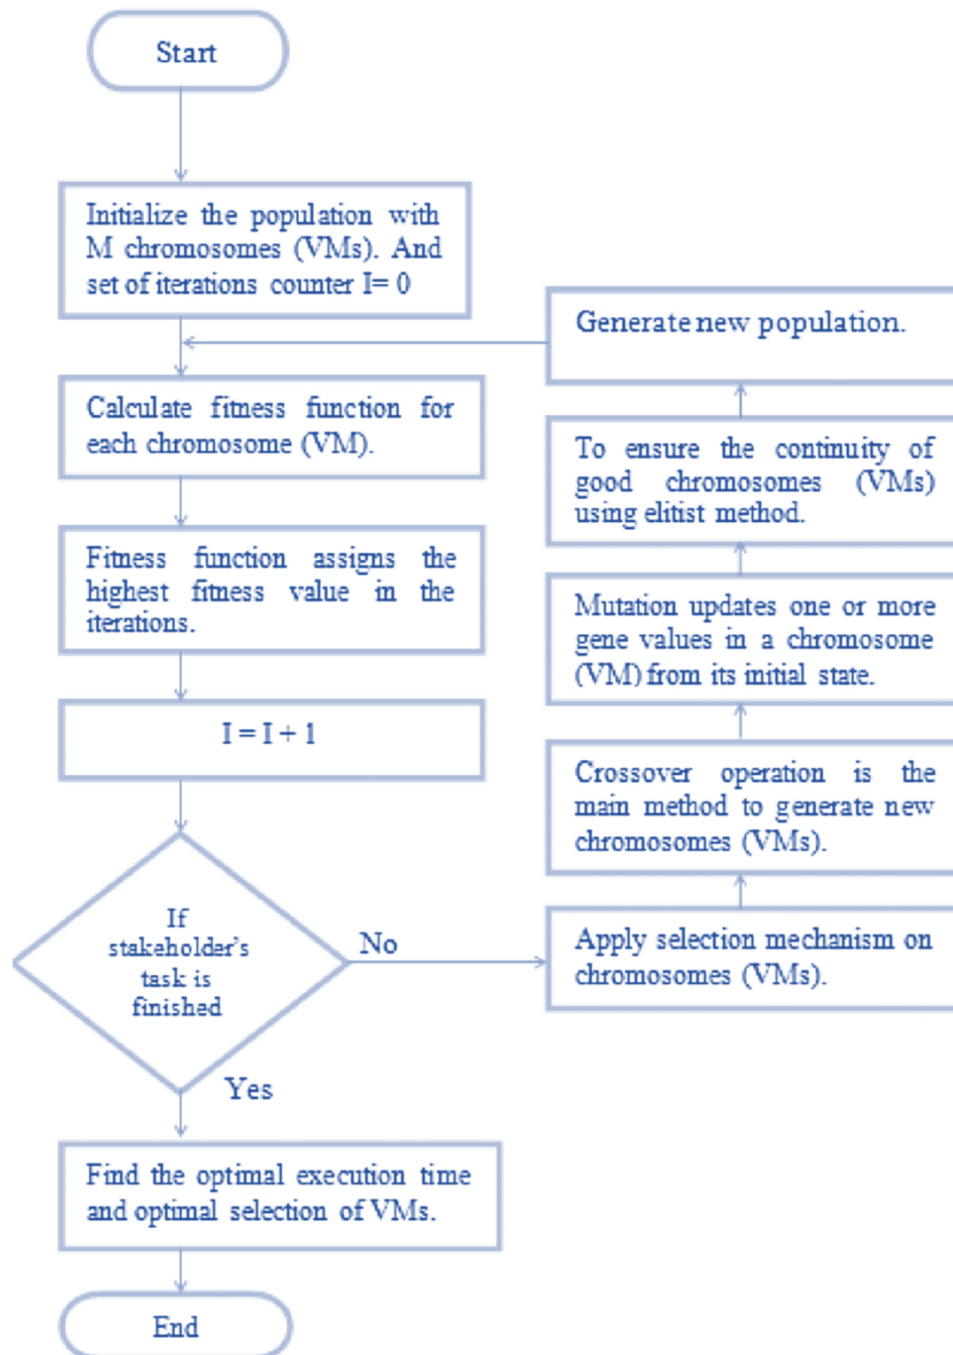 Start
Initialize the population with
M chromosomes (VMs). And
set of iterations counter I= 0
Calculate fitness function for
each chromosome (VM).
Fitness function assigns the
highest fitness value in the
iterations.
I = I + 1
If
stakeholder's
task is
finished
No
Yes
Find the optimal execution time
and optimal selection of VMs.
End
Generate new population.
To ensure the continuity of
good chromosomes (VMs)
using elitist method.
Mutation updates one or more
gene values in a chromosome
(VM) from its initial state.
Crossover operation is the
main method to generate new
chromosomes (VMs).
Apply selection mechanism on
chromosomes (VMs).